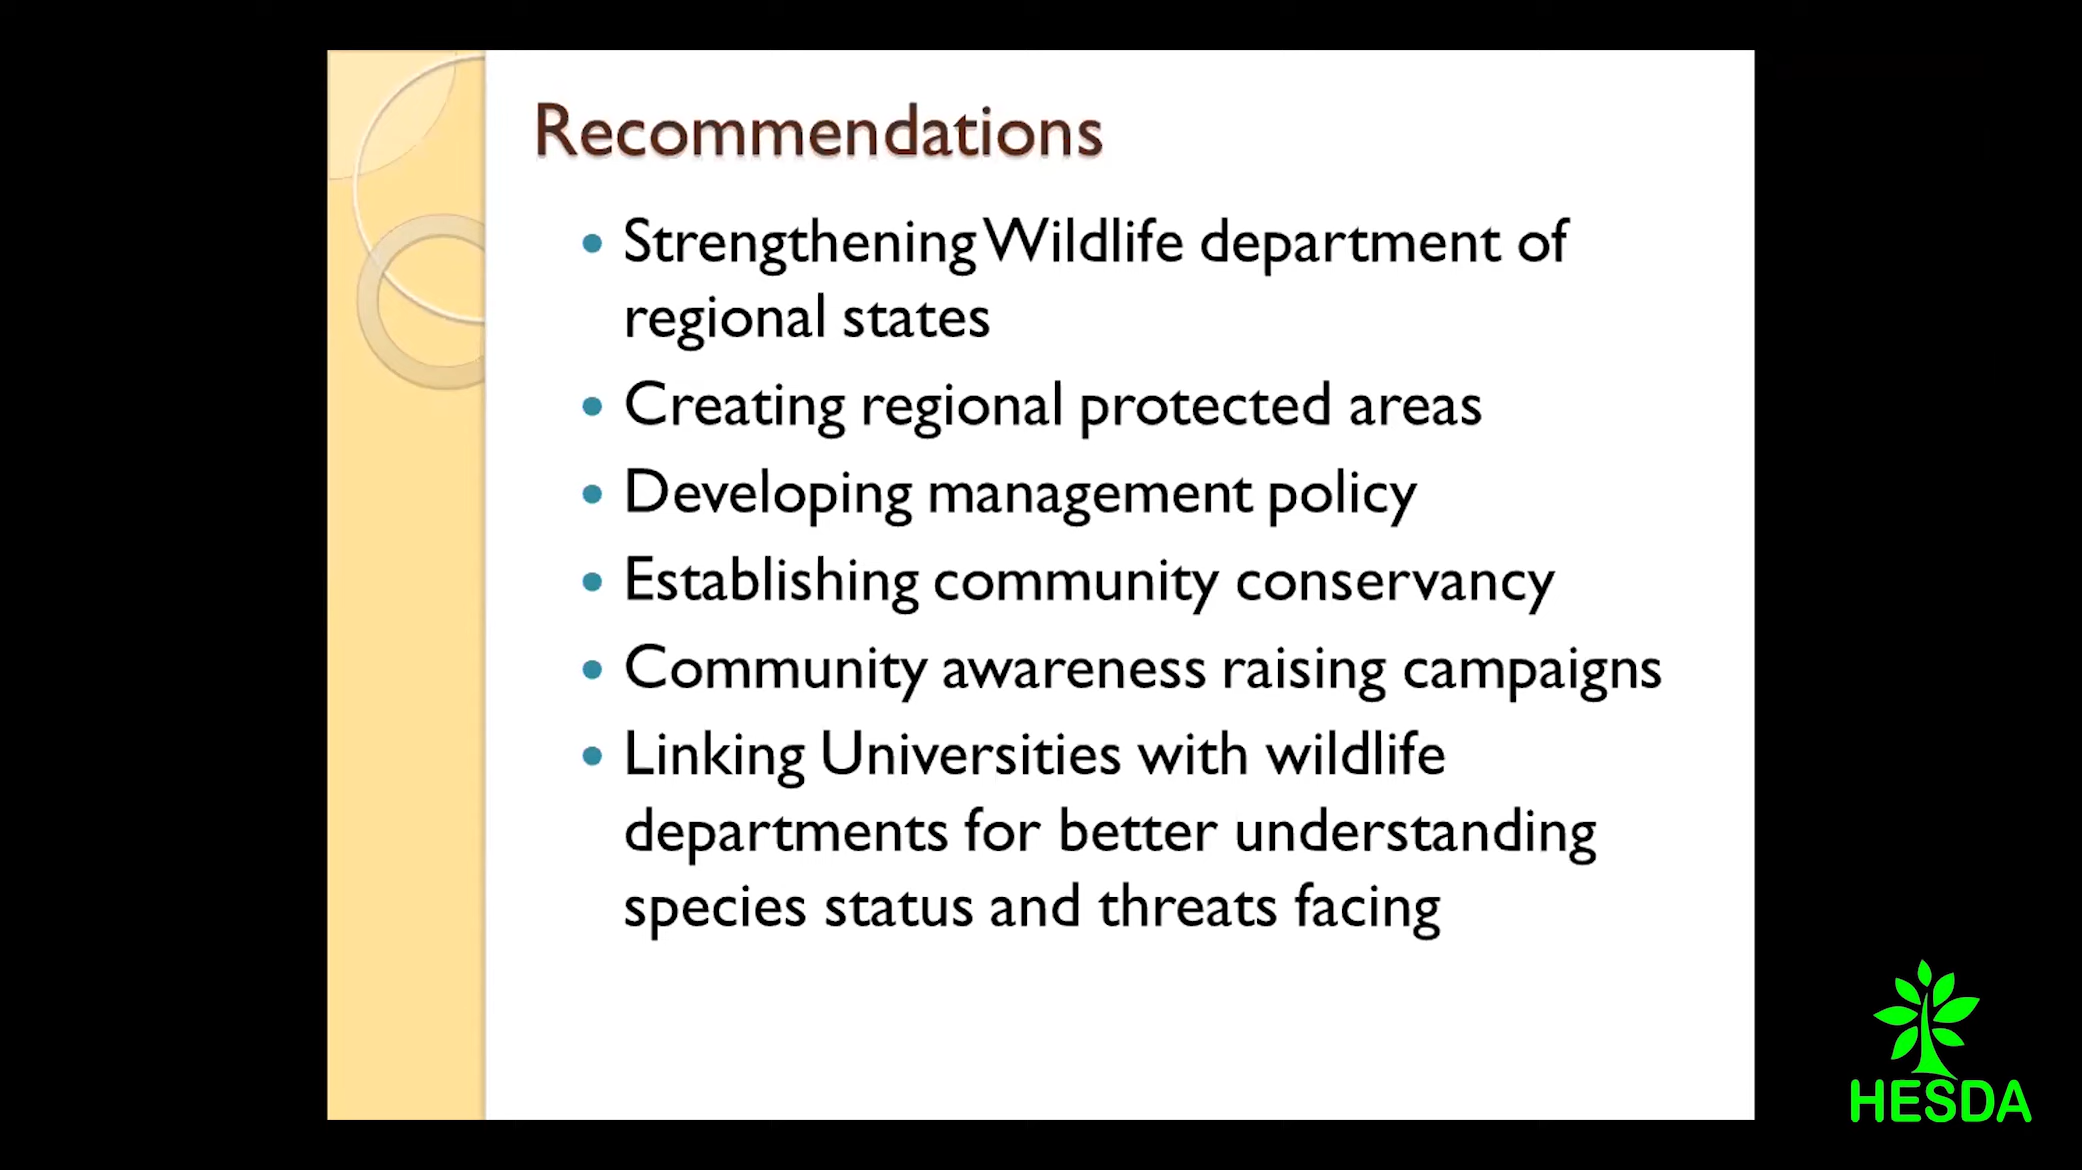 Recommendations
• Strengthening Wildlife department of
regional states
• Creating regional protected areas
• Developing management policy
• Establishing community conservancy
• Community awareness raising campaigns
• Linking Universities with wildlife
departments for better understanding
species status and threats facing
HESDA